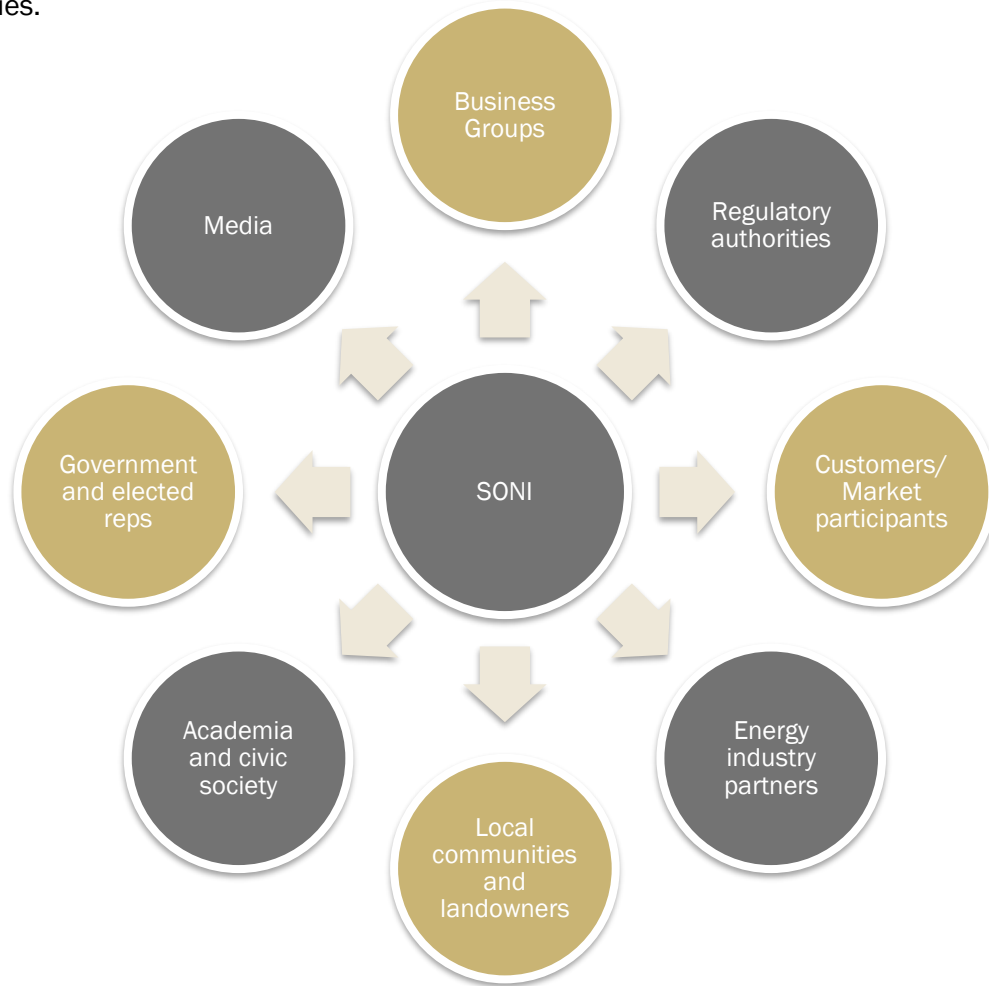 ies.
Business
Groups
Media
Regulatory
authorities
Government
and elected
reps
SONI
Customers/
Market
participants
Academia
and civic
society
Energy
industry
partners
Local
communities
and
landowners